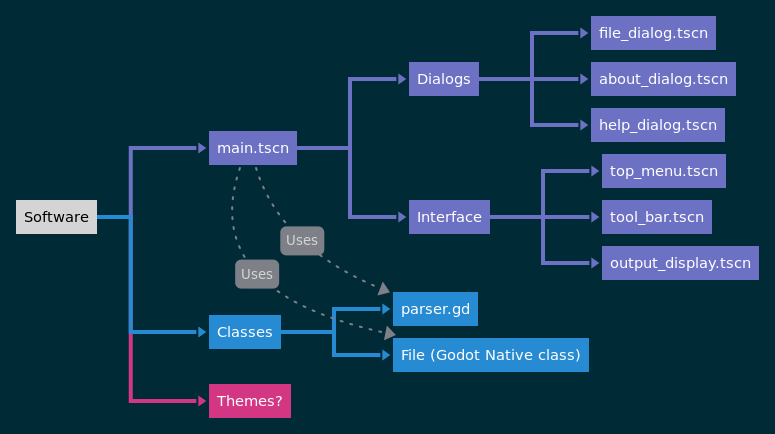 Software
main.tscn
Dialogs
file_dialog.tscn
about_dialog.tscn
help_dialog.tscn
Interface
top_menu.tscn
tool_bar.tscn
output_display.tscn
Uses
Uses
Classes
parser.gd
File (Godot Native class)
Themes?